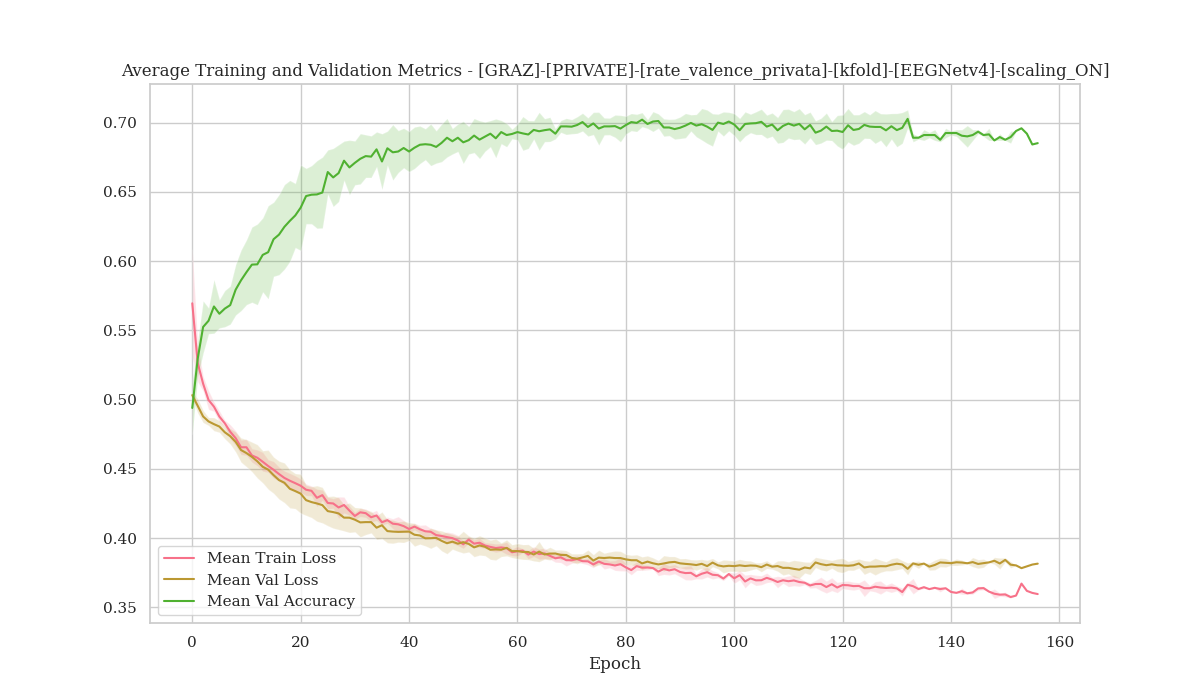 Average Training and Validation Metrics - [GRAZ]-[PRIVATE]-[rate_valence_privata]-[kfold]-[EEGNetv4]-[scaling_ON]
0.70
0.65
0.60
0.55
0.50
0.45
0.40
0.35
Mean Train Loss
Mean Val Loss
Mean Val Accuracy
0 20 40 60 80 100 120 140 160
Epoch